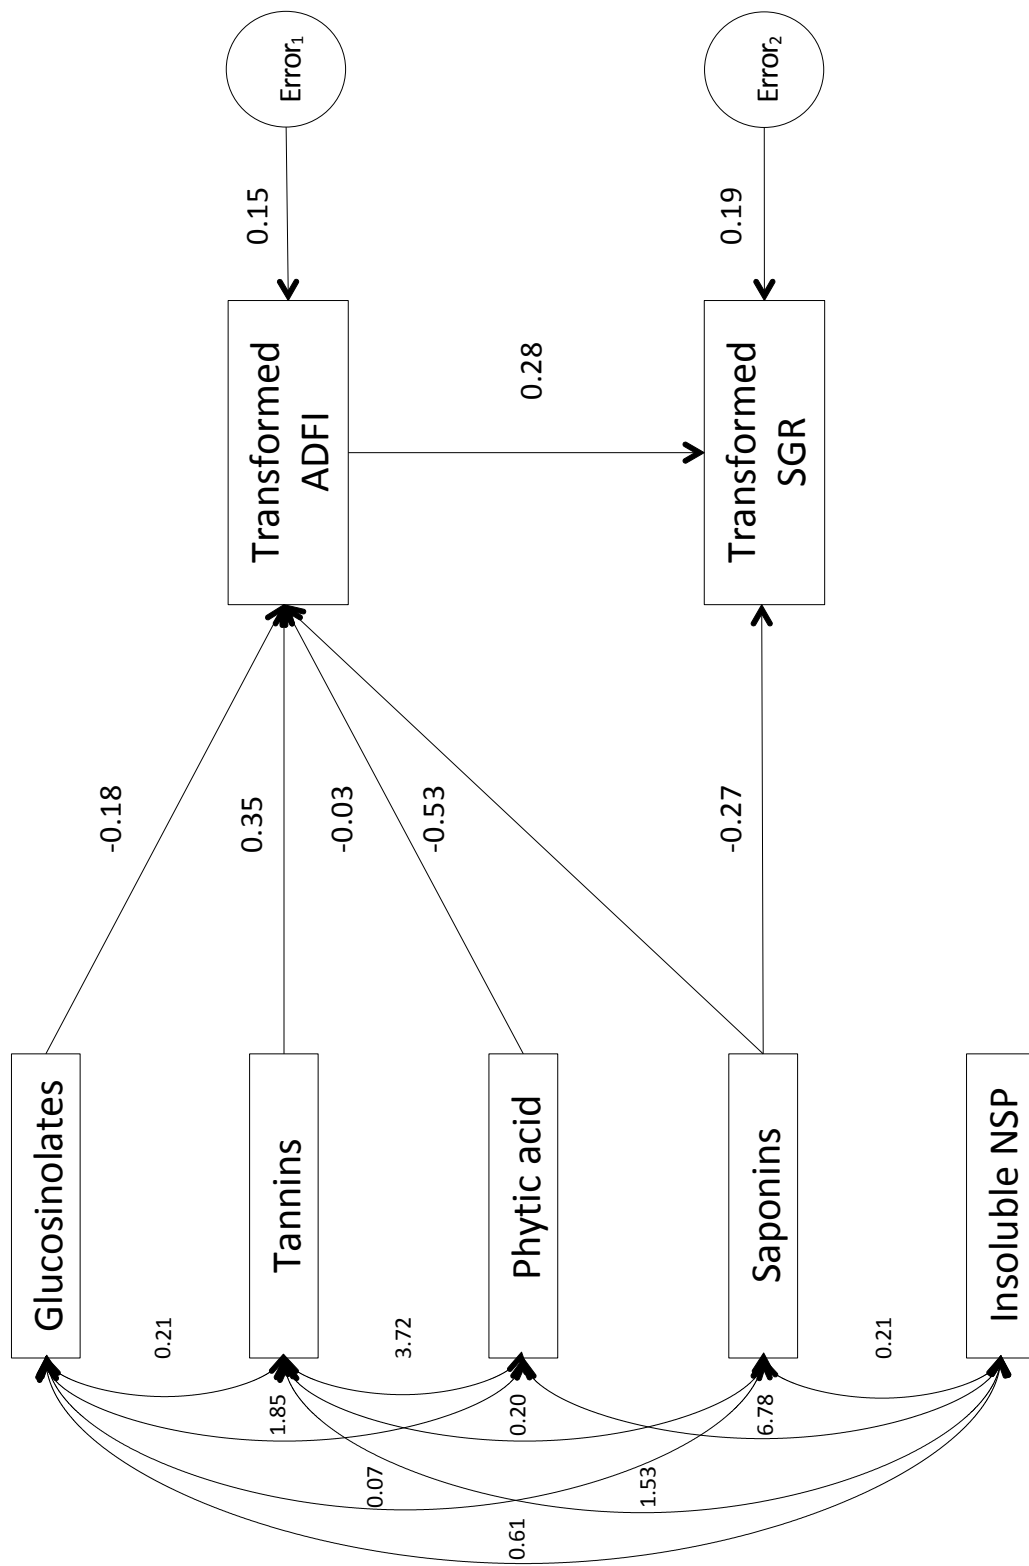 Glucosinolates
Tannins
Phytic acid
Saponins
Insoluble NSP
0.21
3.72
0.21
1.85
0.20
6.78
0.07
1.53
0.61
-0.18
0.35
-0.03
-0.53
-0.27
Transformed
ADFI
0.28
Transformed
SGR
0.15
0.19
Error1
Error2